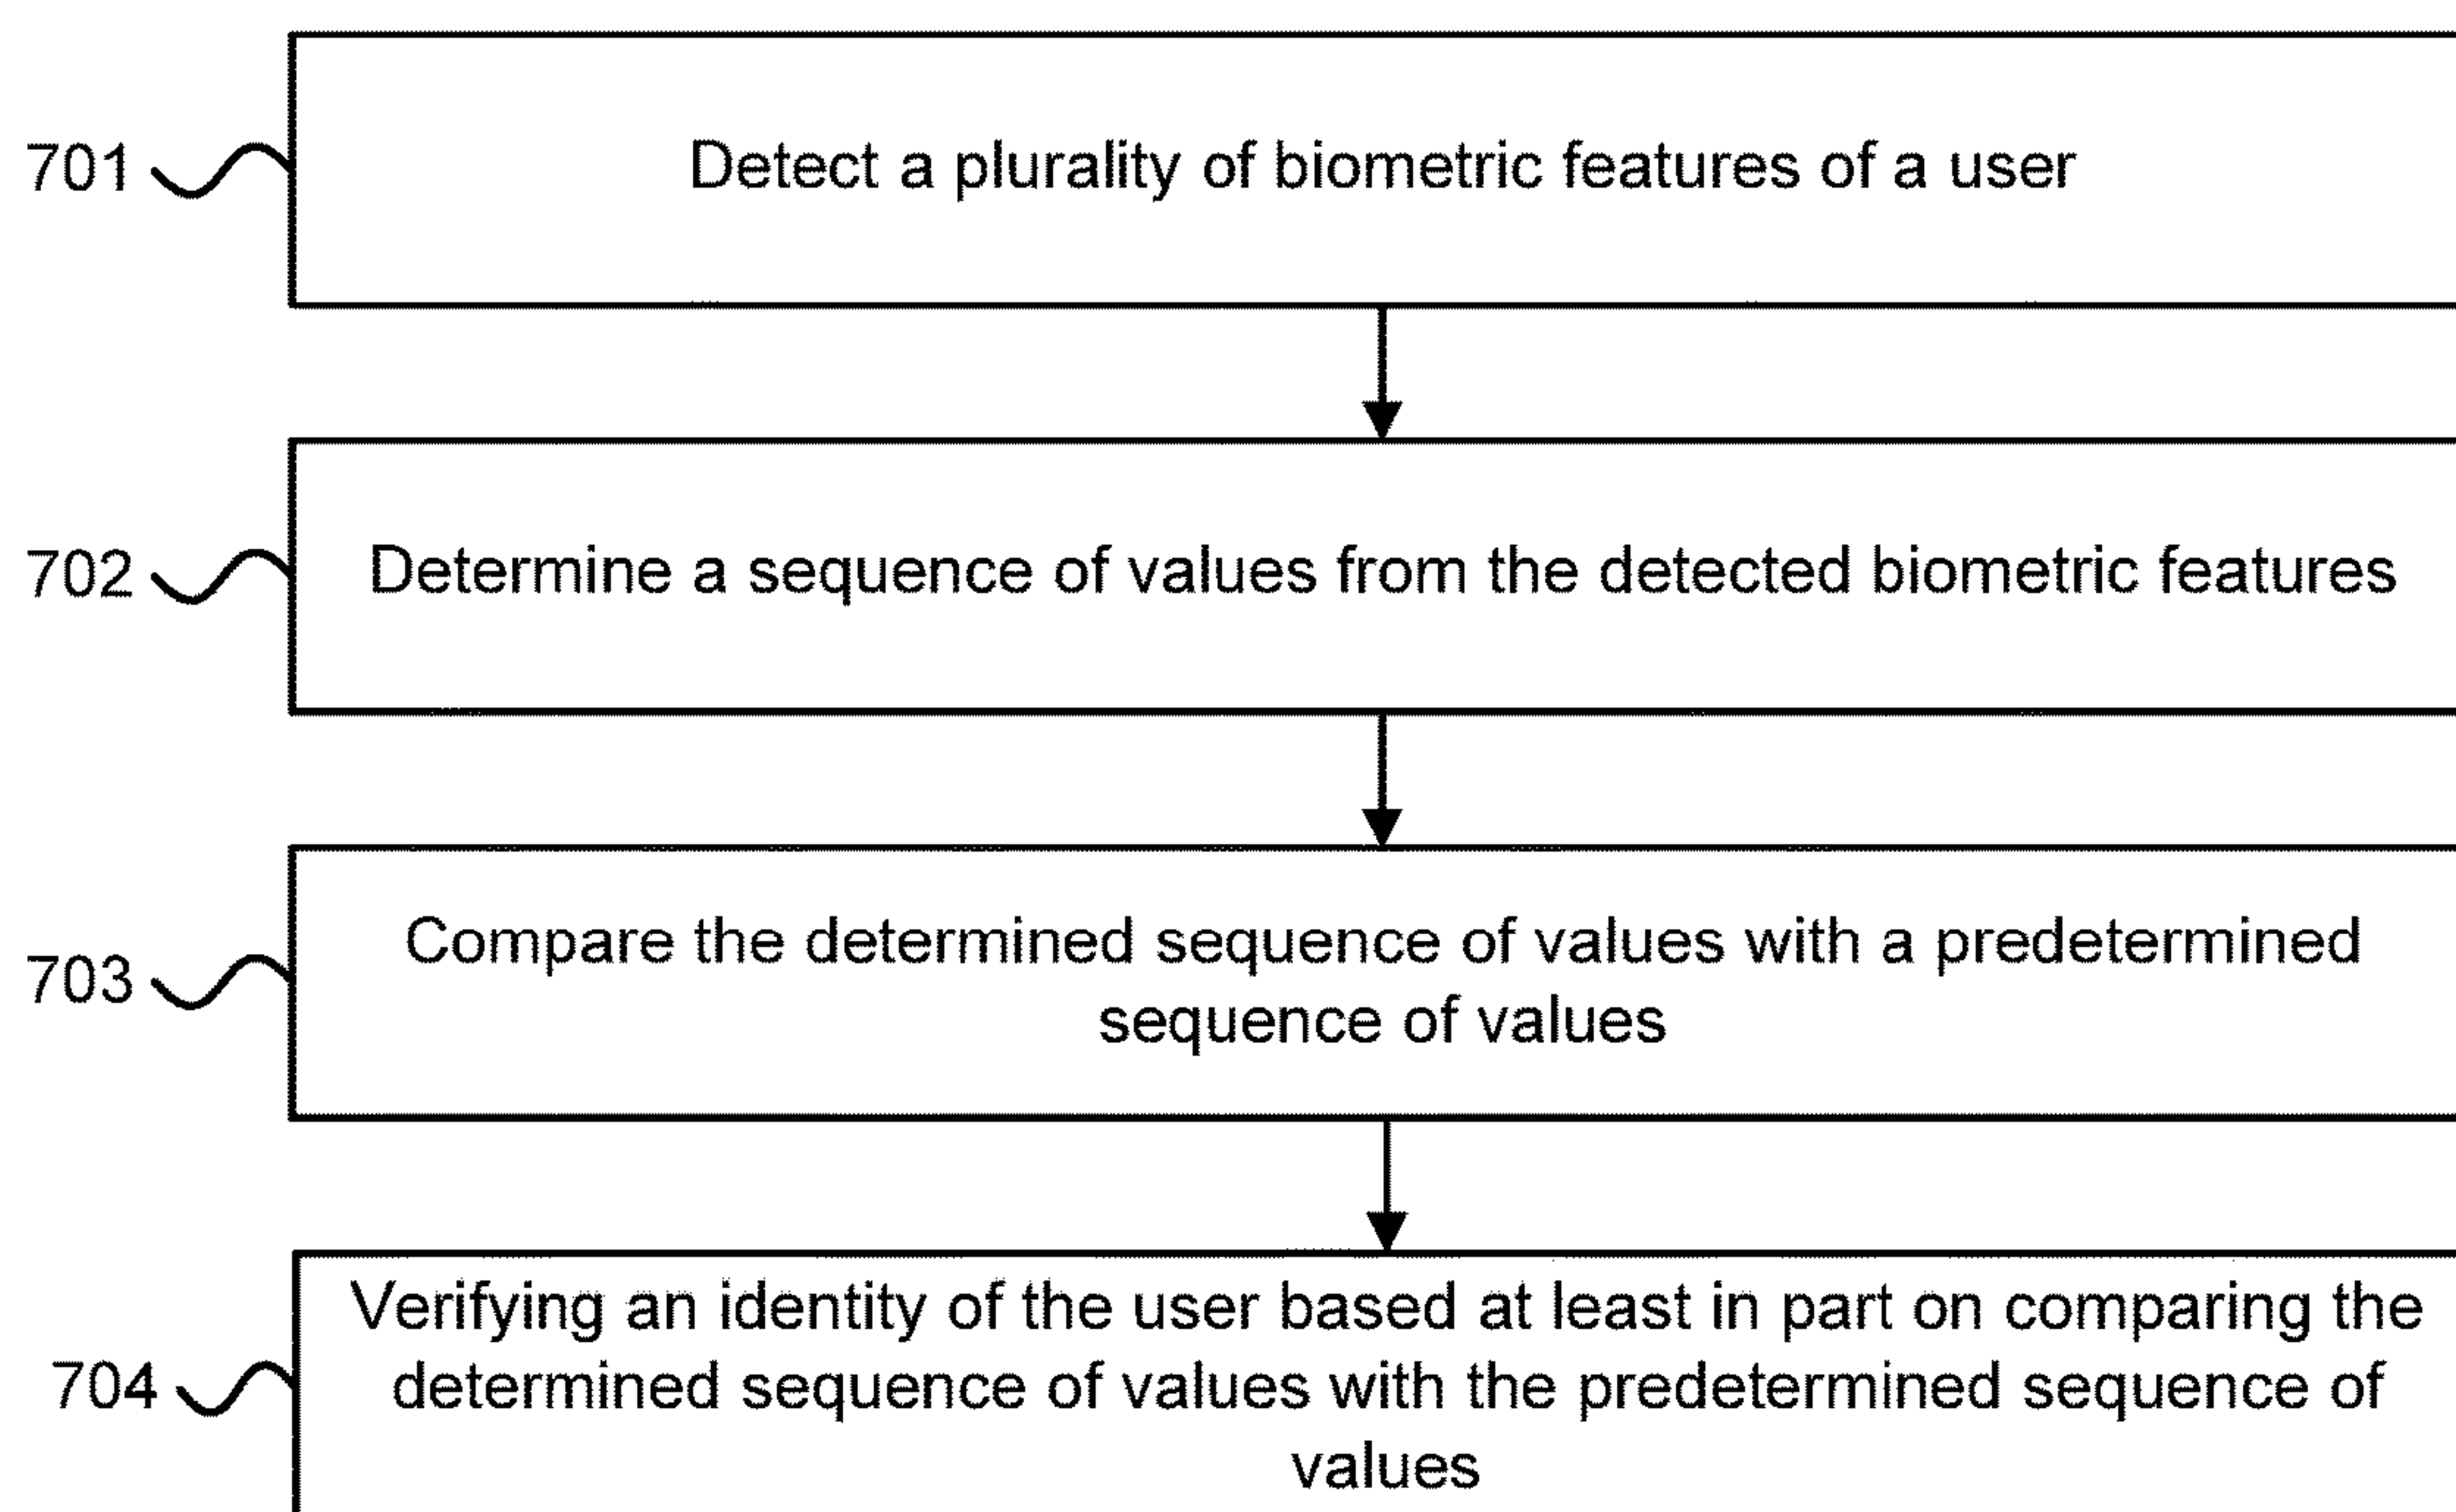 701
Detect a plurality of biometric features of a user
702
Determine a sequence of values from the detected biometric features
703
Compare the determined sequence of values with a predetermined
sequence of values
704
Verifying an identity of the user based at least in part on comparing the
determined sequence of values with the predetermined sequence of
values